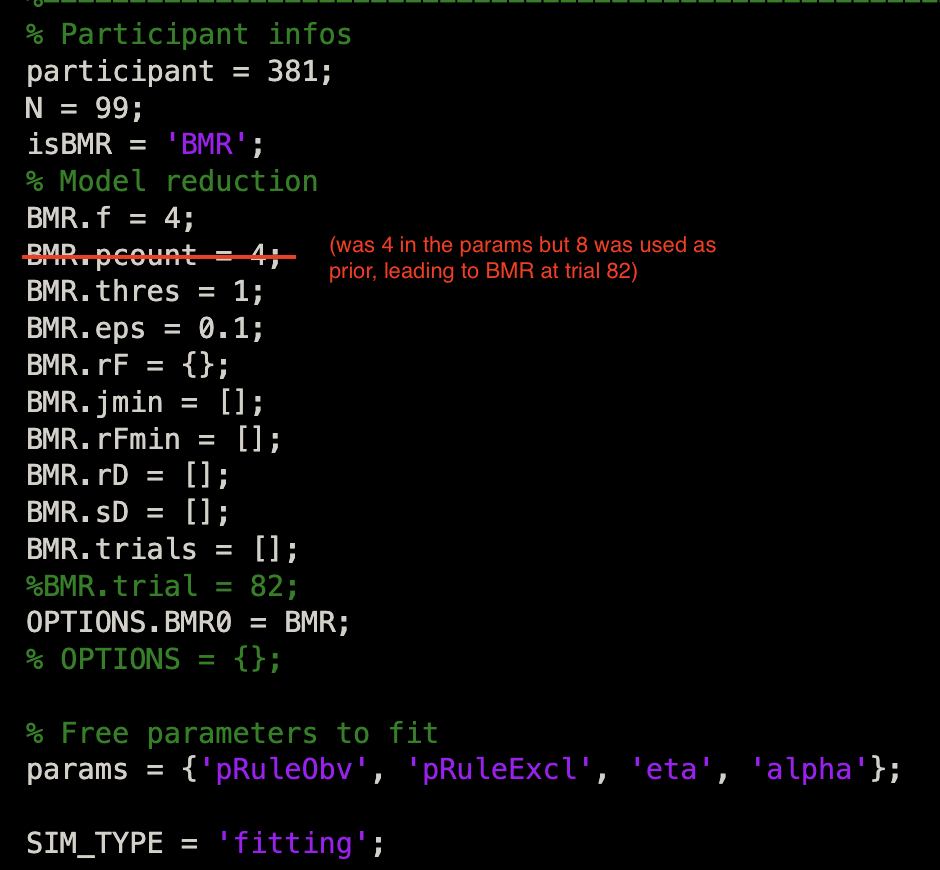 % Participant infos
participant = 381;
N = 99;
isBMR = 'BMR';
% Model reduction
BMR.f = 4;
BMR.pcount = 4;
(was 4 in the params but 8 was used as
prior, leading to BMR at trial 82)
BMR.thres = 1;
BMR.eps = 0.1;
BMR.rF = {};
BMR.jmin = [];
BMR.rFmin = [];
BMR.rD = [];
BMR.sD = [];
BMR.trials = [];
%BMR.trial = 82;
OPTIONS.BMR0 = BMR;
% OPTIONS = {};
% Free parameters to fit
params = {'pRuleObv', 'pRuleExcl', 'eta', 'alpha'};
SIM_TYPE = 'fitting';